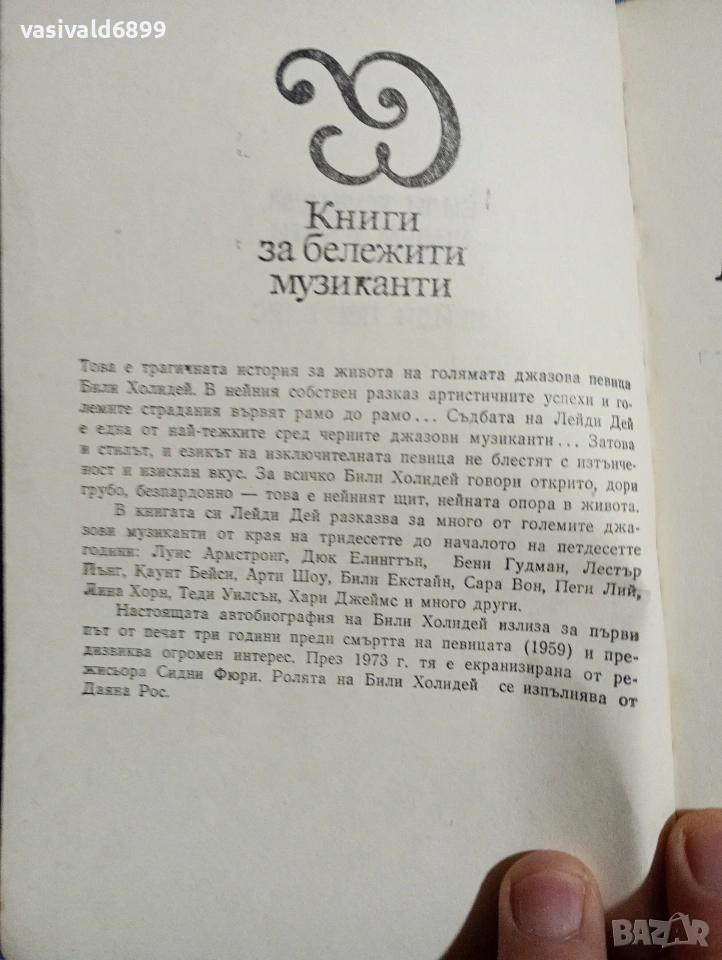 vasivald6899
Книги
за бележити
музиканти
Това е трагичната история за живота на голямата джазова певица
Били Холидей. В нейния собствен разказ артистичните успехи и го-
лемите страдания вървят рамо до рамо... Съдбата на Лейди Дей
е една от най-тежките сред черните джазови музиканти... Затова
и стилът, и езикът на изключителната певица не блестят с изтънче-
ност и изискан вкус. За всичко Били Холидей говори открито, дори
грубо, безпардонно — това е нейният щит, нейната опора в живота.
В книгата си Лейди Дей разказва за много от големите джа-
зови музиканти от края на тридесетте до началото на петдесетте
години: Луис Армстронг, Дюк Елингтън, Бени Гудман, Лестър
Йънг, Каунт Бейси, Арти Шоу, Били Екстайн, Сара Вон, Пеги Лий,
Лина Хорн, Теди Уилсън, Хари Джеймс и много други.
Настоящата автобиография на Били Холидей излиза за първи
път от печат три години преди смъртта на певицата (1959) и пре-
дизвиква огромен интерес. През 1973 г. тя е екранизирана от ре-
жисьора Сидни Фюри. Ролята на Били Холидей се изпълнява от
Даяна Рос.
BAZAR